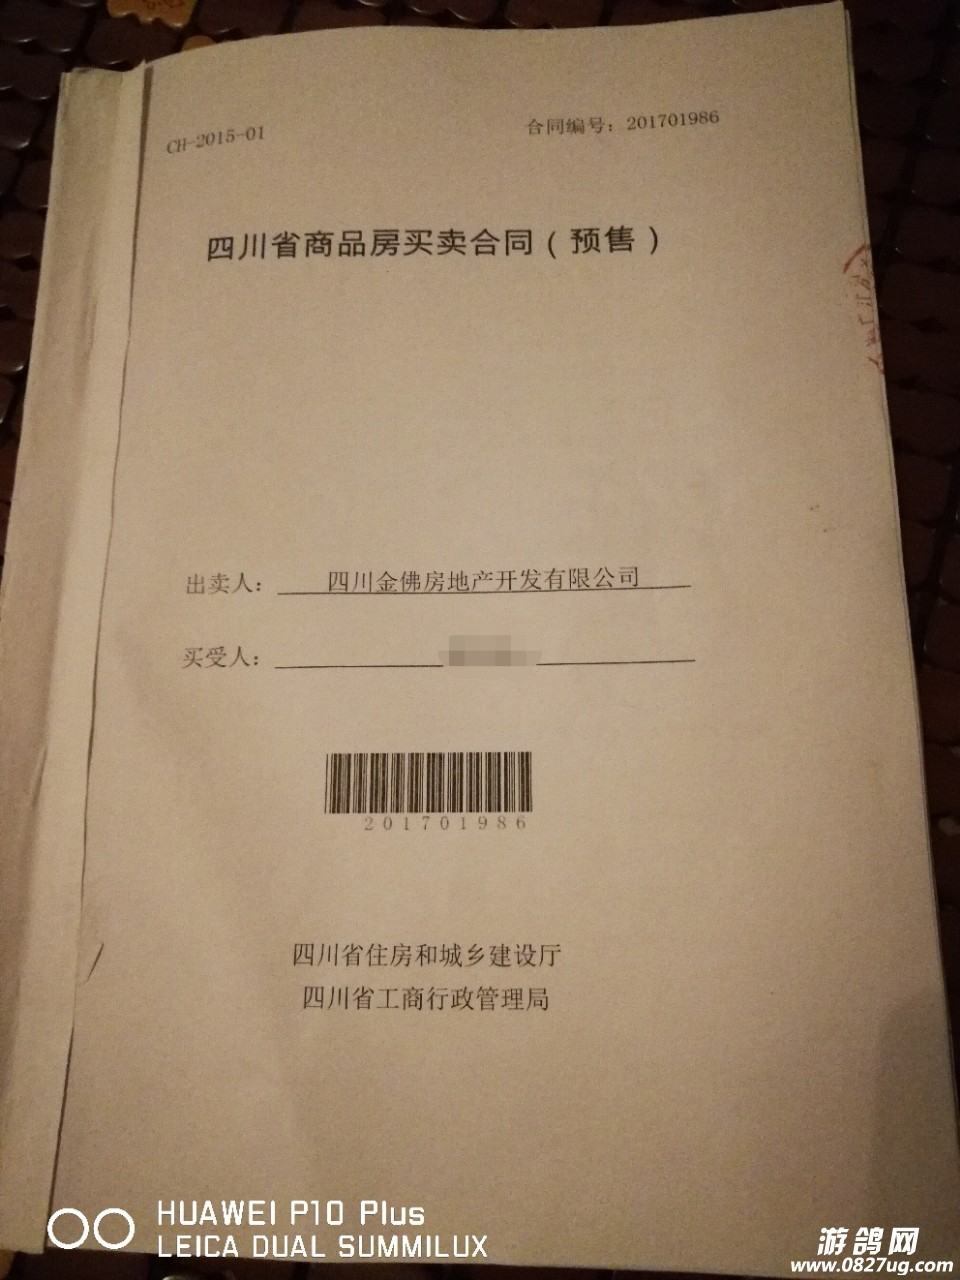 CH-2015-01
合同编号：201701986
四川省商品房买卖合同（预售）
出卖人：四川金佛房地产开发有限公司
买受人：
201701986
四川省住房和城乡建设厅
四川省工商行政管理局
HUAWEI P10 Plus
LEICA DUAL SUMMILUX
游鸽网
www.0827ug.com